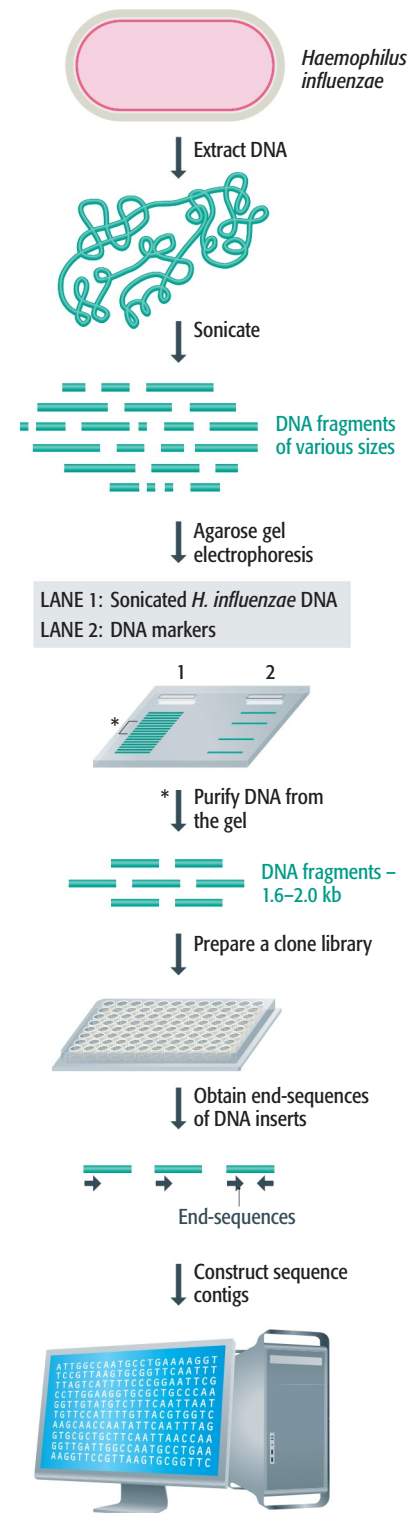 Haemophilus
influenzae
Extract DNA
Sonicate
DNA fragments
of various sizes
Agarose gel
electrophoresis
LANE 1: Sonicated H. influenzae DNA
LANE 2: DNA markers
1 2
*
* Purify DNA from
the gel
DNA fragments –
1.6–2.0 kb
Prepare a clone library
Obtain end-sequences
of DNA inserts
End-sequences
Construct sequence
contigs
ATTGGCCAATGCCTGAAAAGGT
TCCGTTAAGTGCGGTTCAATTT
TTAGTCATTTTCCCGGAATTCG
CCTTGGAAGGTGCGCTGCCCAA
GGTTGTATGTCTTTCAATTAAT
TGTTCCATTTTGTTACGTGGTC
AAGCAACCAATATTCAATTTAG
GTGCGCTGCTTCAATTAACCAA
GGTTGATTGGCCAATGCCTGAA
AAGGTTCCGTTAAGTGCGGTTC